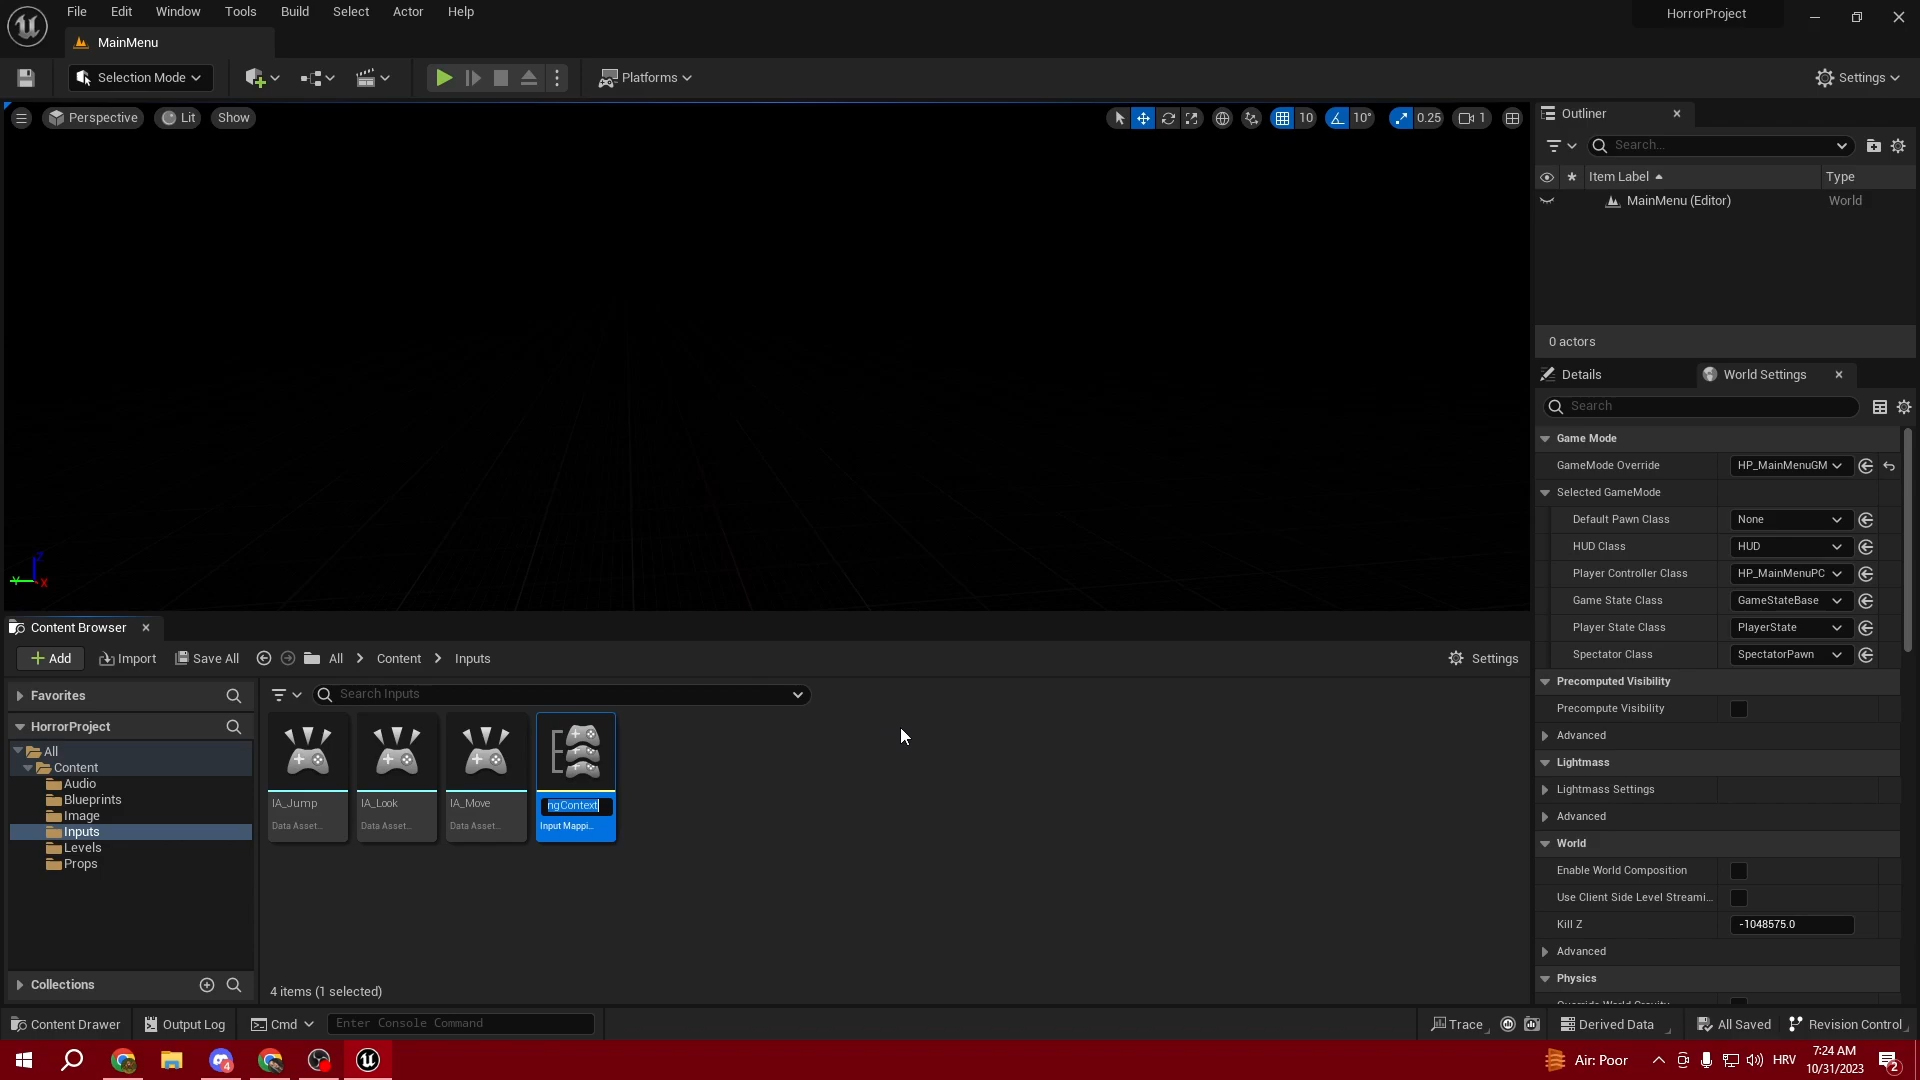 File Edit Window Tools Build Select Actor Help
HorrorProject
MainMenu
Selection Mode
Platforms
Settings
Perspective
Lit
Show
10
10°
0.25
1
Outliner
Search...
Item Label
Type
MainMenu (Editor)
World
0 actors
Details
World Settings
Search
Game Mode
GameMode Override
HP_MainMenuGM
Selected GameMode
Default Pawn Class
None
HUD Class
HUD
Player Controller Class
HP_MainMenuPC
Game State Class
GameStateBase
Player State Class
PlayerState
Spectator Class
SpectatorPawn
Precomputed Visibility
Precompute Visibility
Advanced
Lightmass
Lightmass Settings
Advanced
World
Enable World Composition
Use Client Side Level Streami...
Kill Z
-1048575.0
Advanced
Physics
Content Browser
Add
Import
Save All
All
Content
Inputs
Settings
Favorites
Search Inputs
HorrorProject
All
Content
Audio
Blueprints
Image
Inputs
Levels
Props
Collections
IA_Jump
Data Asset...
IA_Look
Data Asset...
IA_Move
Data Asset...
ngContext
Input Mappi...
4 items (1 selected)
Content Drawer
Output Log
Cmd
Enter Console Command
Trace
Derived Data
All Saved
Revision Control
4
Air: Poor
HRV
7:24 AM
10/31/2023
2